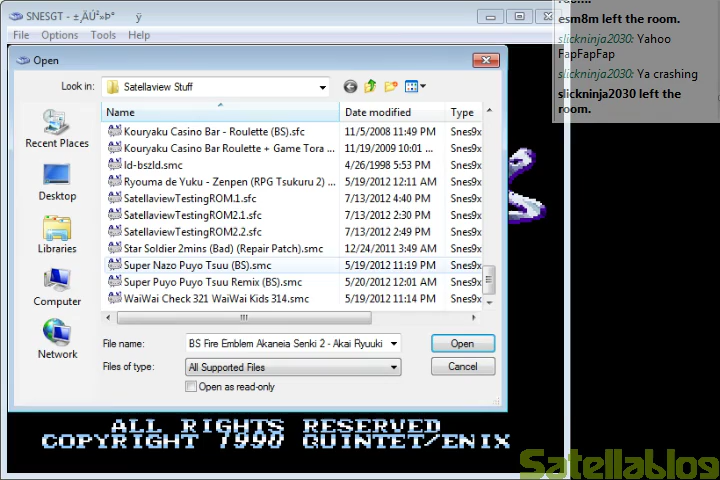 SNESGT - ±¸ÄÚ²»Þ° ÿ
File Options Tools Help
Open
Look in: Satellaview Stuff
Recent Places
Desktop
Libraries
Computer
Network
Name Date modified Type
Kouryaku Casino Bar - Roulette (BS).sfc 11/5/2008 11:49 PM Snes9x
Kouryaku Casino Bar Roulette + Game Tora ... 11/19/2009 10:01 ... Snes9x
ld-bszld.smc 4/26/1998 5:53 PM Snes9x
Ryouma de Yuku - Zenpen (RPG Tsukuru 2) ... 5/19/2012 12:11 AM Snes9x
SatellaviewTestingROM.1.sfc 7/13/2012 4:40 PM Snes9x
SatellaviewTestingROM2.1.sfc 7/13/2012 2:30 PM Snes9x
SatellaviewTestingROM2.2.sfc 7/13/2012 2:49 PM Snes9x
Star Soldier 2mins (Bad) (Repair Patch).smc 12/24/2011 3:49 AM Snes9x
Super Nazo Puyo Tsuu (BS).smc 5/19/2012 11:19 PM Snes9x
Super Puyo Puyo Tsuu Remix (BS).smc 5/20/2012 12:01 AM Snes9x
WaiWai Check 321 WaiWai Kids 314.smc 5/19/2012 11:14 PM Snes9x
File name: BS Fire Emblem Akaneia Senki 2 - Akai Ryuuki Open
Files of type: All Supported Files Cancel
Open as read-only
ALL RIGHTS RESERVED
COPYRIGHT 1990 QUINTET/ENIX
room.
esm8m left the room.
slickninja2030: Yahoo
FapFapFap
slickninja2030: Ya crashing
slickninja2030 left the
room.
Satellablog